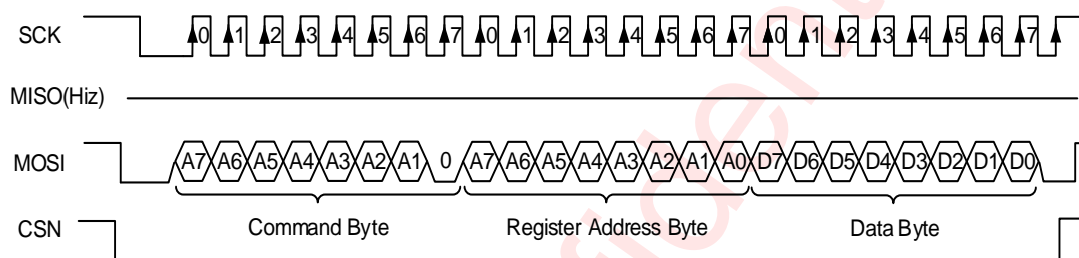 SCK 0 1 2 3 4 5 6 7 0 1 2 3 4 5 6 7 0 1 2 3 4 5 6 7
MISO(Hiz)
MOSI A7 A6 A5 A4 A3 A2 A1 0 A7 A6 A5 A4 A3 A2 A1 A0 D7 D6 D5 D4 D3 D2 D1 D0
CSN Command Byte Register Address Byte Data Byte